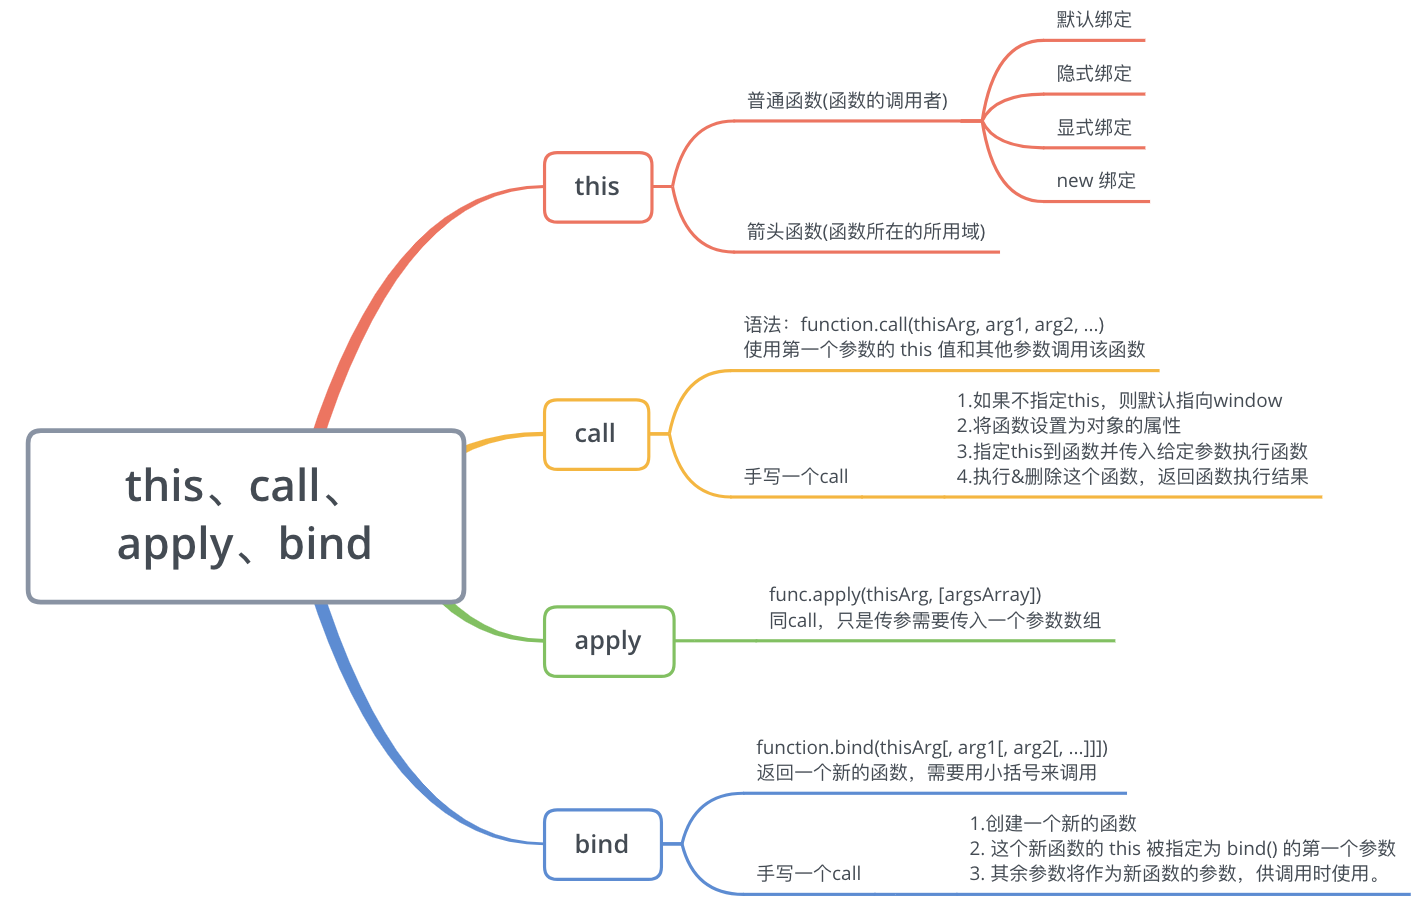 this、call、
apply、bind
this
普通函数(函数的调用者)
默认绑定
隐式绑定
显式绑定
new 绑定
箭头函数(函数所在的所用域)
call
语法：function.call(thisArg, arg1, arg2, ...)
使用第一个参数的 this 值和其他参数调用该函数
手写一个call
1.如果不指定this，则默认指向window
2.将函数设置为对象的属性
3.指定this到函数并传入给定参数执行函数
4.执行&删除这个函数，返回函数执行结果
apply
func.apply(thisArg, [argsArray])
同call，只是传参需要传入一个参数数组
bind
function.bind(thisArg[, arg1[, arg2[, ...]]])
返回一个新的函数，需要用小括号来调用
手写一个call
1.创建一个新的函数
2. 这个新函数的 this 被指定为 bind() 的第一个参数
3. 其余参数将作为新函数的参数，供调用时使用。